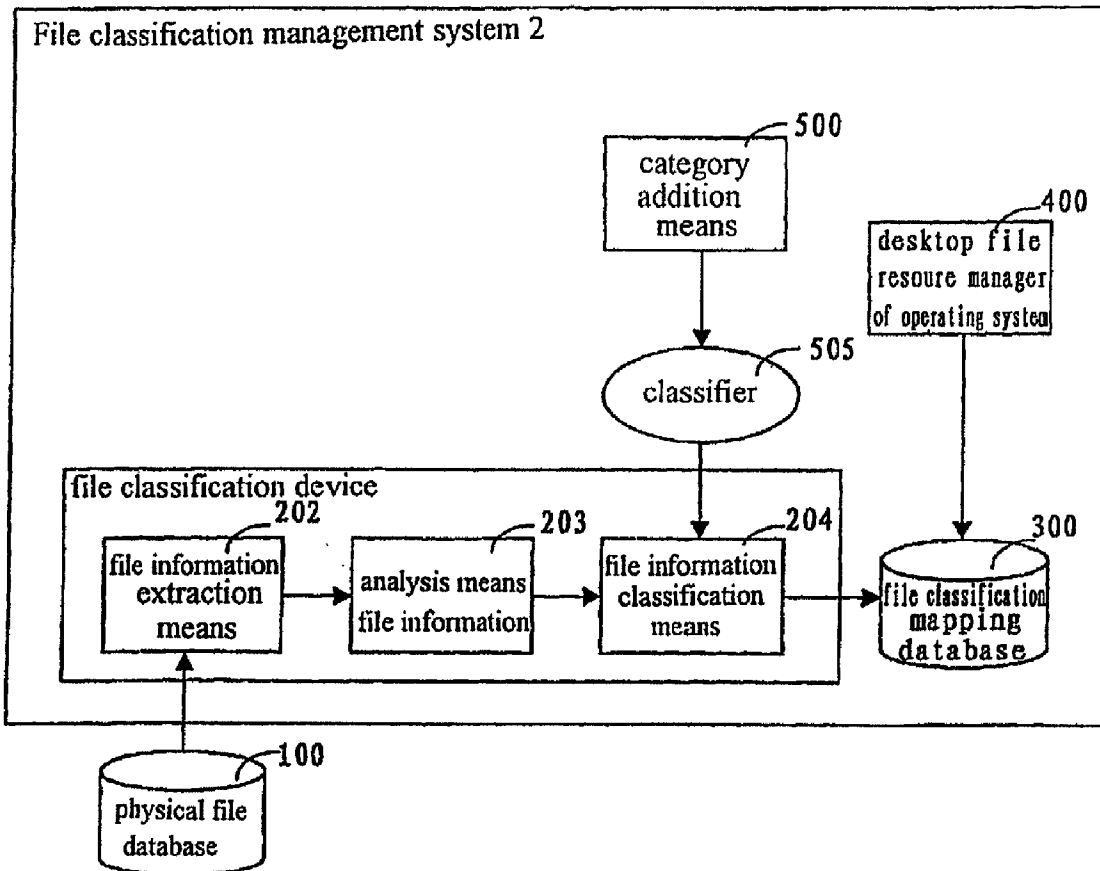 File classification management system 2
500
category
addition
means
400
desktop file
resoure manager
of operating system
505
classifier
file classification device
202
file information
extraction
means
203
analysis means
file information
204
file information
classification
means
300
file classification
mapping
database
100
physical file
database